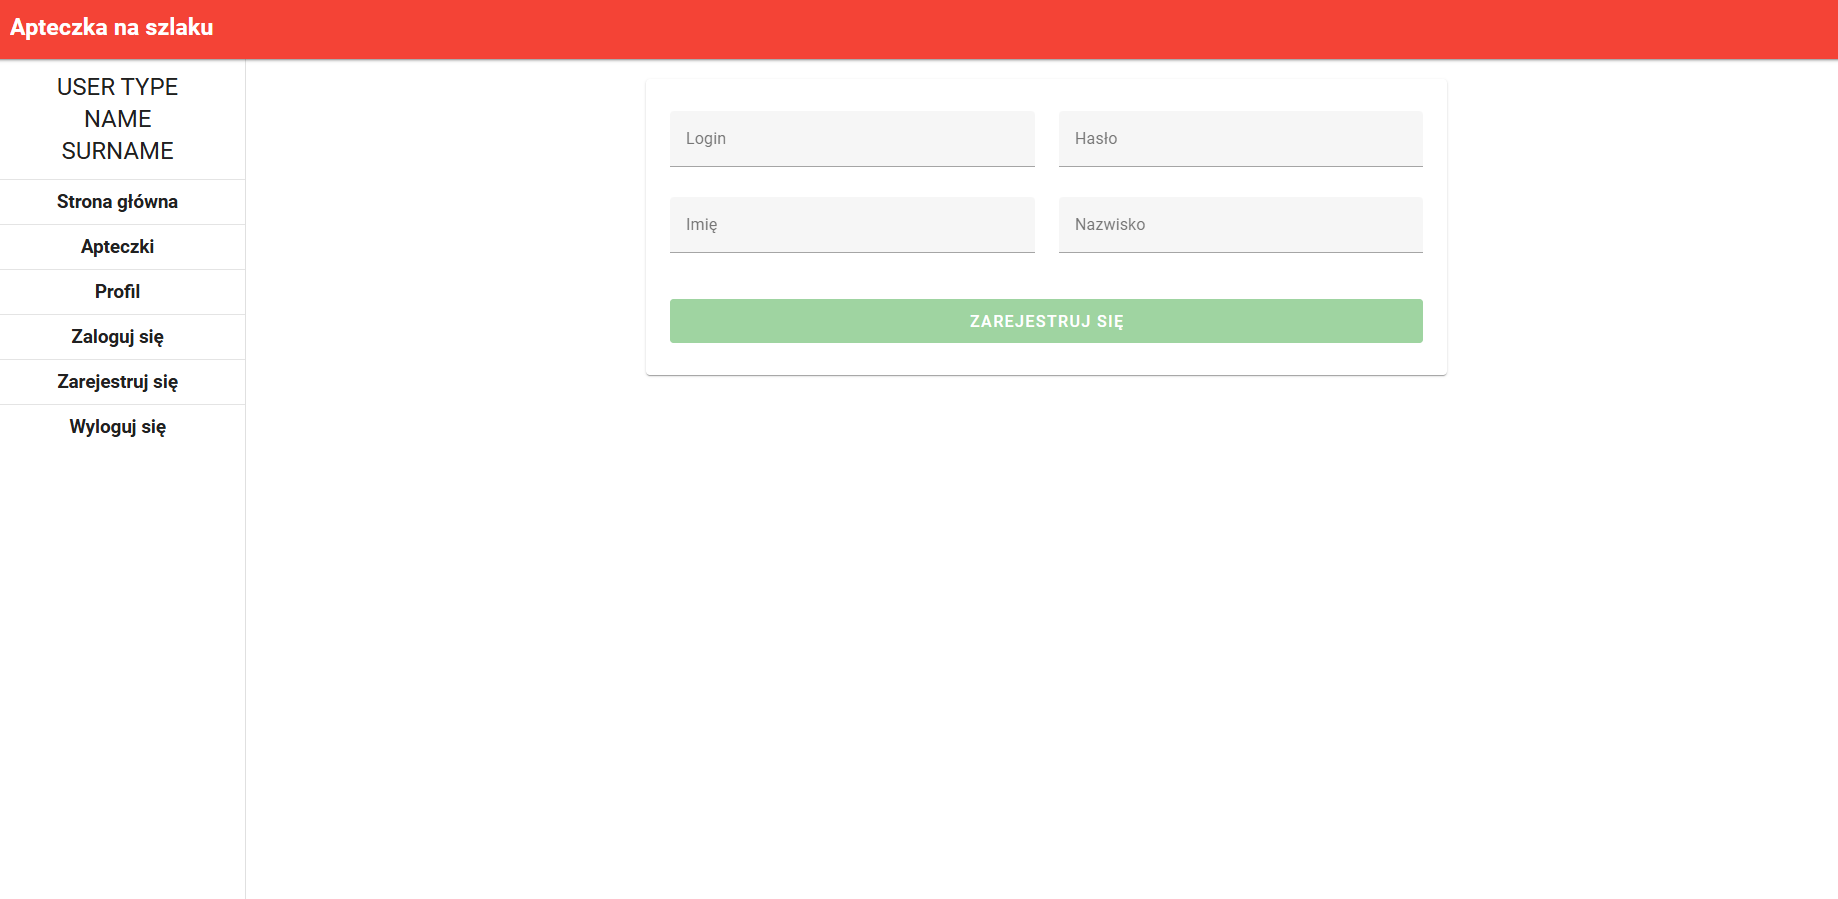 Apteczka na szlaku
USER TYPE
NAME
SURNAME
Strona główna
Apteczki
Profil
Zaloguj się
Zarejestruj się
Wyloguj się
Login
Hasło
Imię
Nazwisko
ZAREJESTRUJ SIĘ